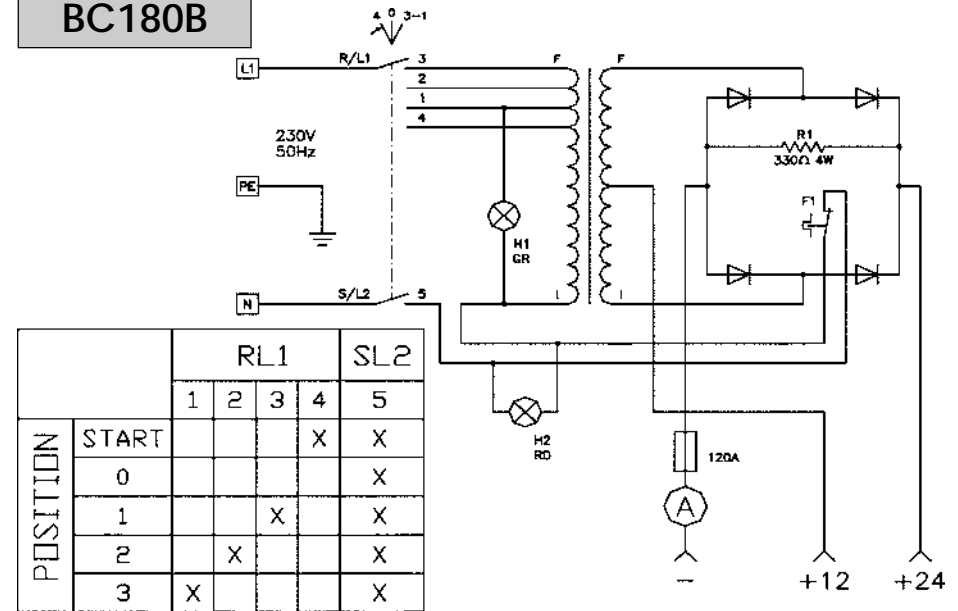 BC180B
4 0 3-1
L1
R/L1
3
2
1
4
F
F
230V
50Hz
PE
H1
GR
R1
330Ω 4W
F1
N
S/L2
5
I
I
H2
RD
120A
A
-
+12
+24
RL1 SL2
1 2 3 4 5
POSITION
START X X
0 X
1 X X
2 X X
3 X X